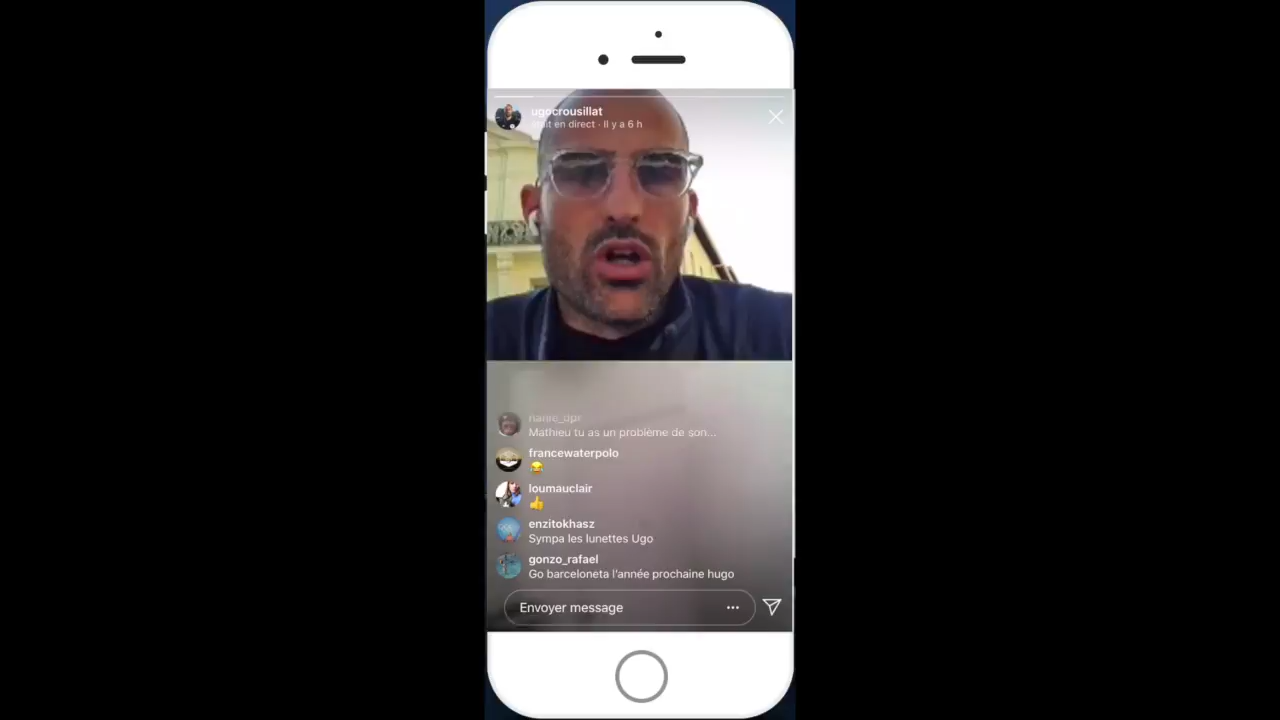 ugocrousillat
était en direct · Il y a 6 h
nanie_dpr
Mathieu tu as un problème de son...
francewaterpolo
😂
loumauclair
👍
enzitokhasz
Sympa les lunettes Ugo
gonzo_rafael
Go barceloneta l'année prochaine hugo
Envoyer message